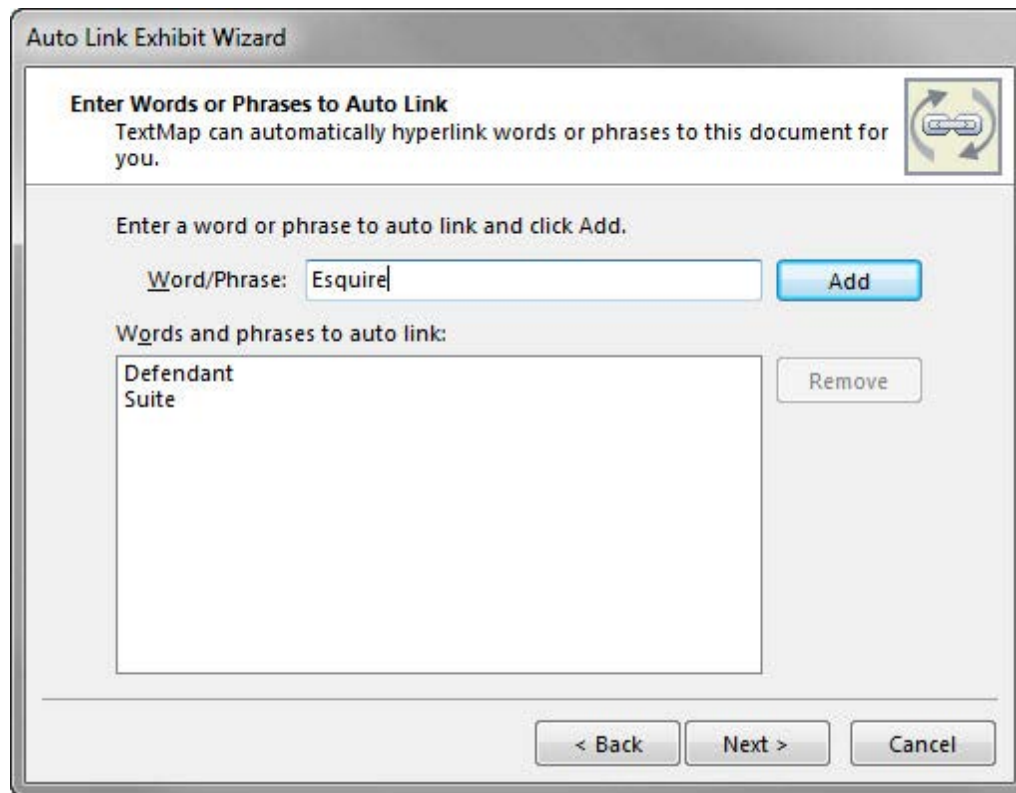 Auto Link Exhibit Wizard
Enter Words or Phrases to Auto Link
TextMap can automatically hyperlink words or phrases to this document for
you.
Enter a word or phrase to auto link and click Add.
Word/Phrase: Esquire Add
Words and phrases to auto link:
Defendant
Remove
Suite
< Back Next > Cancel